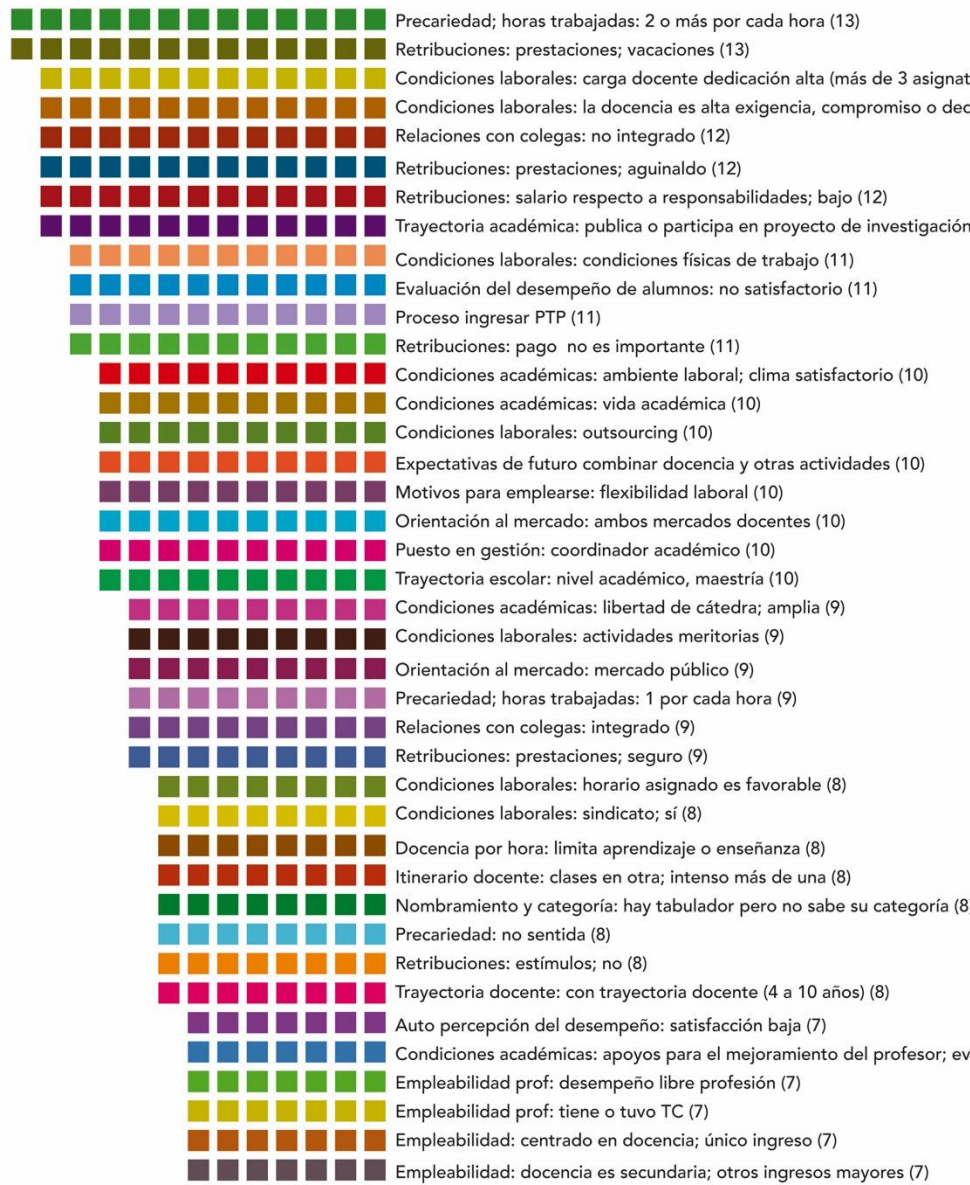 Precariedad; horas trabajadas: 2 o más por cada hora (13)
Retribuciones: prestaciones; vacaciones (13)
Condiciones laborales: carga docente dedicación alta (más de 3 asignat
Condiciones laborales: la docencia es alta exigencia, compromiso o dec
Relaciones con colegas: no integrado (12)
Retribuciones: prestaciones; aguinaldo (12)
Retribuciones: salario respecto a responsabilidades; bajo (12)
Trayectoria académica: publica o participa en proyecto de investigación
Condiciones laborales: condiciones físicas de trabajo (11)
Evaluación del desempeño de alumnos: no satisfactorio (11)
Proceso ingresar PTP (11)
Retribuciones: pago no es importante (11)
Condiciones académicas: ambiente laboral; clima satisfactorio (10)
Condiciones académicas: vida académica (10)
Condiciones laborales: outsourcing (10)
Expectativas de futuro combinar docencia y otras actividades (10)
Motivos para emplearse: flexibilidad laboral (10)
Orientación al mercado: ambos mercados docentes (10)
Puesto en gestión: coordinador académico (10)
Trayectoria escolar: nivel académico, maestría (10)
Condiciones académicas: libertad de cátedra; amplia (9)
Condiciones laborales: actividades meritorias (9)
Orientación al mercado: mercado público (9)
Precariedad; horas trabajadas: 1 por cada hora (9)
Relaciones con colegas: integrado (9)
Retribuciones: prestaciones; seguro (9)
Condiciones laborales: horario asignado es favorable (8)
Condiciones laborales: sindicato; sí (8)
Docencia por hora: limita aprendizaje o enseñanza (8)
Itinerario docente: clases en otra; intenso más de una (8)
Nombramiento y categoría: hay tabulador pero no sabe su categoría (8)
Precariedad: no sentida (8)
Retribuciones: estímulos; no (8)
Trayectoria docente: con trayectoria docente (4 a 10 años) (8)
Auto percepción del desempeño: satisfacción baja (7)
Condiciones académicas: apoyos para el mejoramiento del profesor; ev
Empleabilidad prof: desempeño libre profesión (7)
Empleabilidad prof: tiene o tuvo TC (7)
Empleabilidad: centrado en docencia; único ingreso (7)
Empleabilidad: docencia es secundaria; otros ingresos mayores (7)